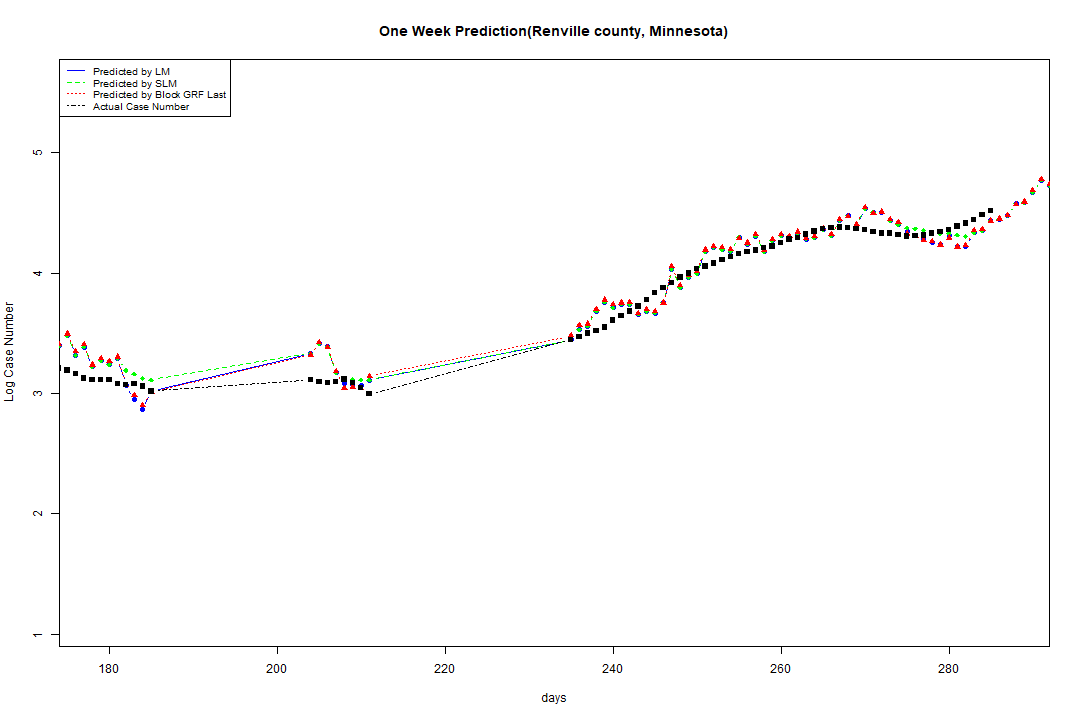 One Week Prediction(Renville county, Minnesota)
Predicted by LM
Predicted by SLM
Predicted by Block GRF Last
Actual Case Number
5
4
3
2
1
Log Case Number
180 200 220 240 260 280
days